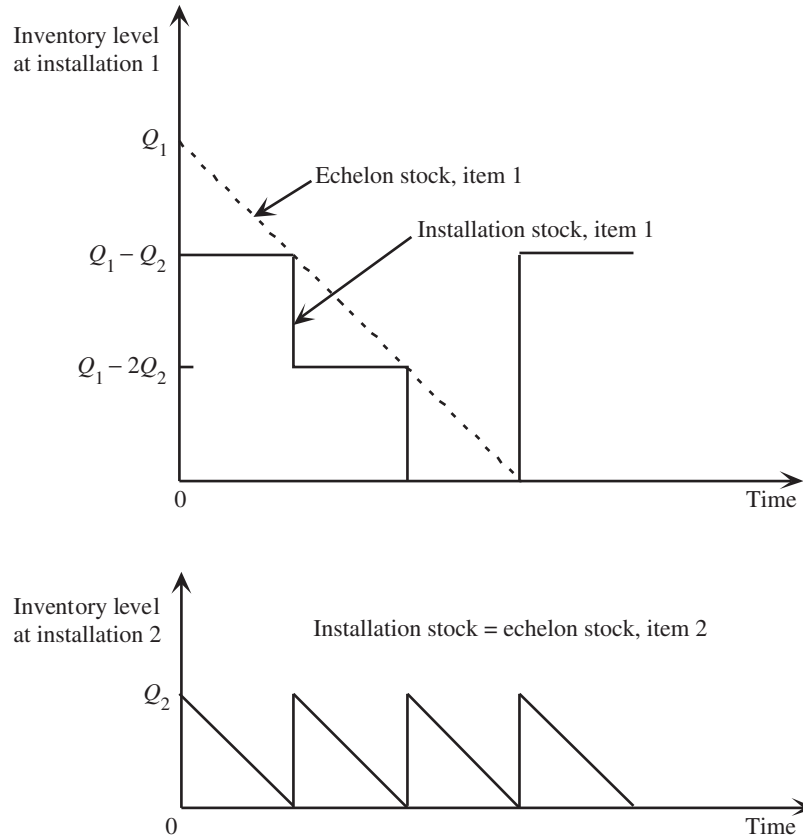 Inventory level
at installation 1
Q₁
Echelon stock, item 1
Installation stock, item 1
Q₁ – Q₂
Q₁ – 2Q₂
0
Time
Inventory level
at installation 2
Installation stock = echelon stock, item 2
Q₂
0
Time